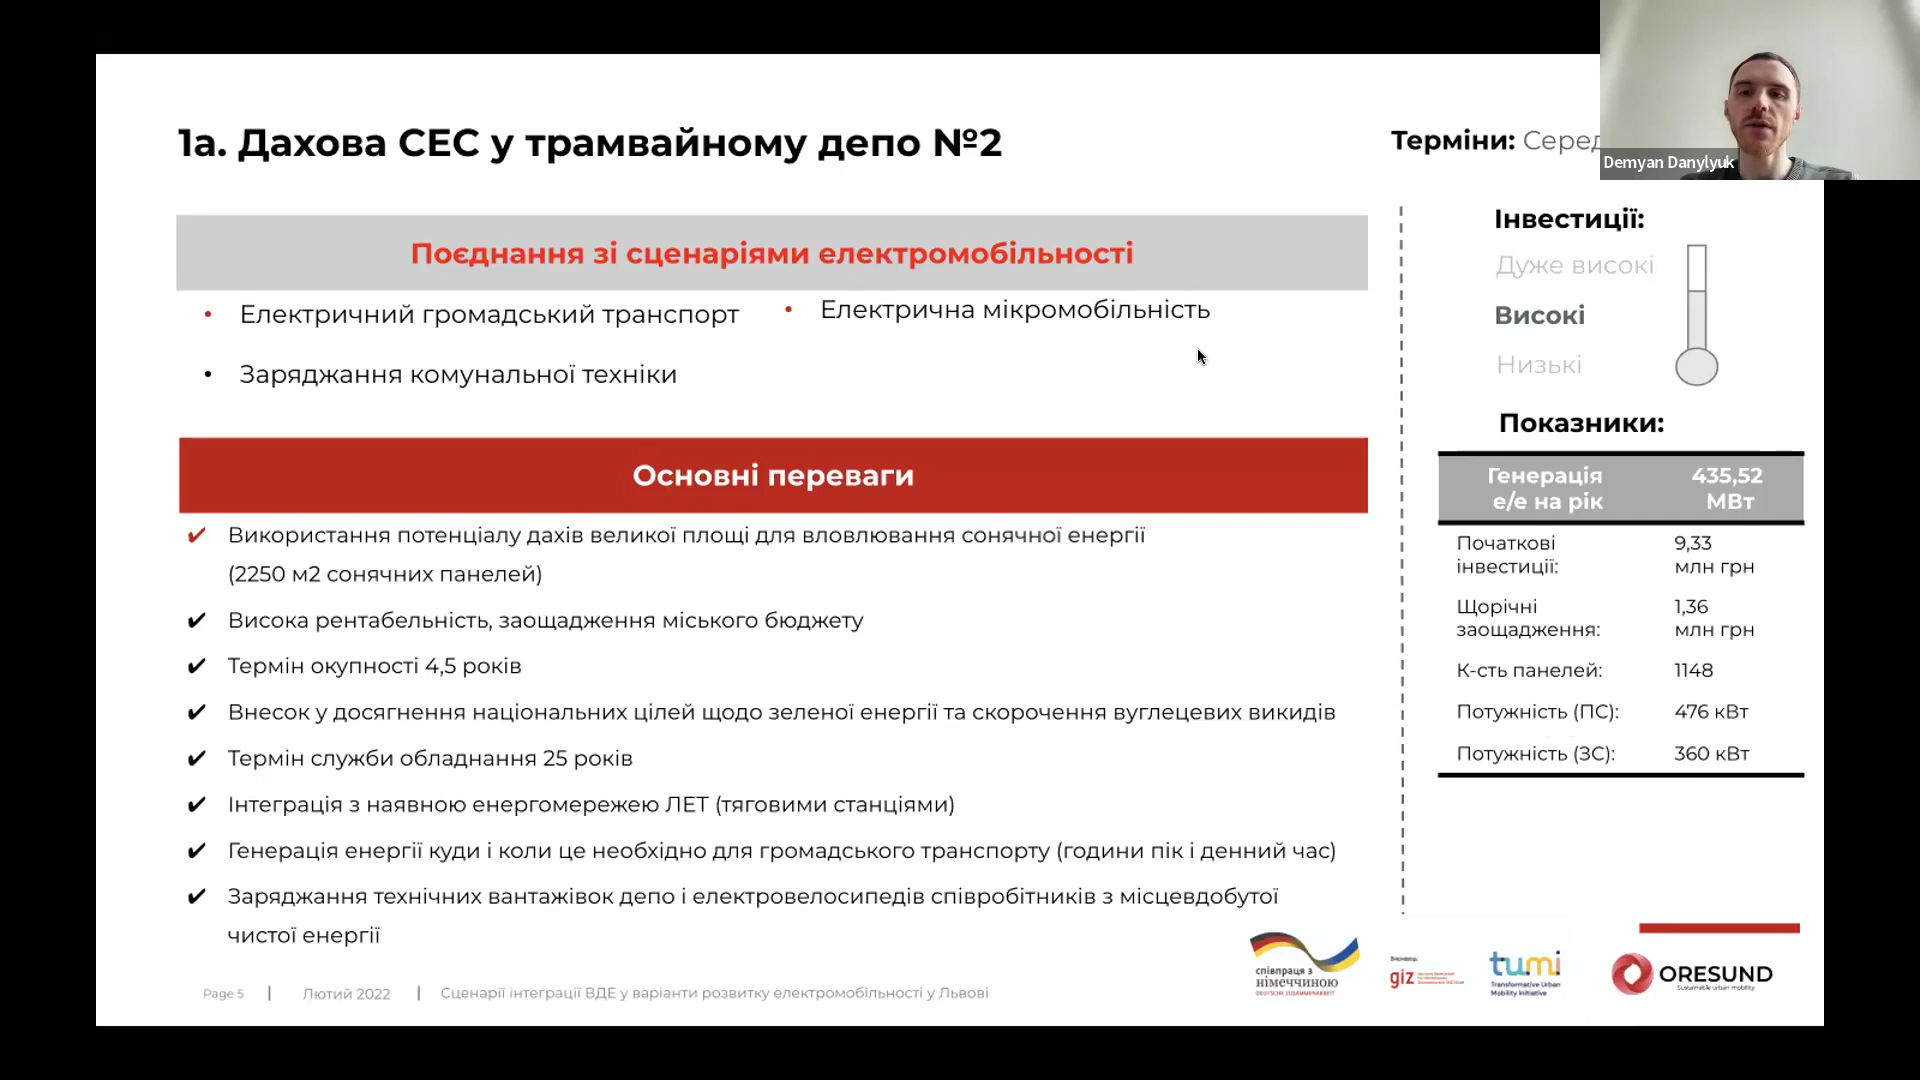 1а. Дахова СЕС у трамвайному депо №2
Терміни: Серед
Demyan Danylyuk
Поєднання зі сценаріями електромобільності
• Електричний громадський транспорт
• Електрична мікромобільність
• Заряджання комунальної техніки
Основні переваги
✔ Використання потенціалу дахів великої площі для вловлювання сонячної енергії
(2250 м2 сонячних панелей)
✔ Висока рентабельність, заощадження міського бюджету
✔ Термін окупності 4,5 років
✔ Внесок у досягнення національних цілей щодо зеленої енергії та скорочення вуглецевих викидів
✔ Термін служби обладнання 25 років
✔ Інтеграція з наявною енергомережею ЛЕТ (тяговими станціями)
✔ Генерація енергії куди і коли це необхідно для громадського транспорту (години пік і денний час)
✔ Заряджання технічних вантажівок депо і електровелосипедів співробітників з місцевдобутої
чистої енергії
Інвестиції:
Дуже високі
Високі
Низькі
Показники:
Генерація 435,52
е/е на рік МВт
Початкові 9,33
інвестиції: млн грн
Щорічні 1,36
заощадження: млн грн
К-сть панелей: 1148
Потужність (ПС): 476 кВт
Потужність (ЗС): 360 кВт
Page 5 | Лютий 2022 | Сценарії інтеграції ВДЕ у варіанти розвитку електромобільності у Львові
співпраця з
німеччиною
DEUTSCHE ZUSAMMENARBEIT
giz
tumi
Transformative Urban
Mobility Initiative
ORESUND
Sustainable urban mobility